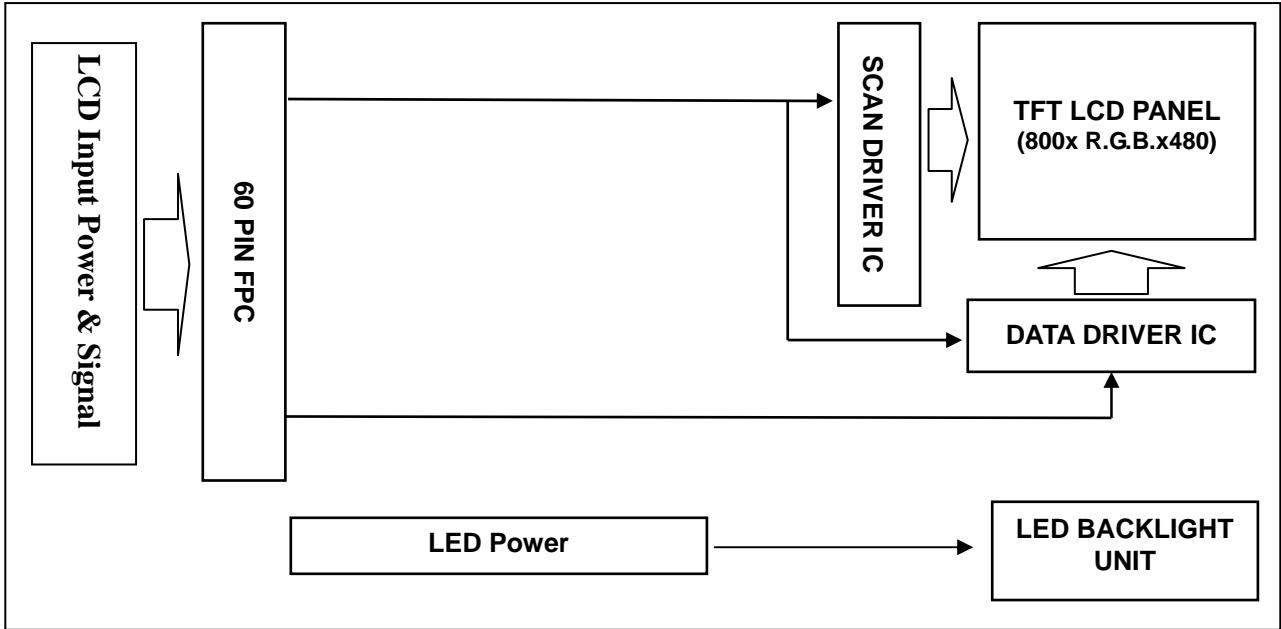 LCD Input Power & Signal
60 PIN FPC
SCAN DRIVER IC
TFT LCD PANEL
(800x R.G.B.x480)
DATA DRIVER IC
LED Power
LED BACKLIGHT
UNIT